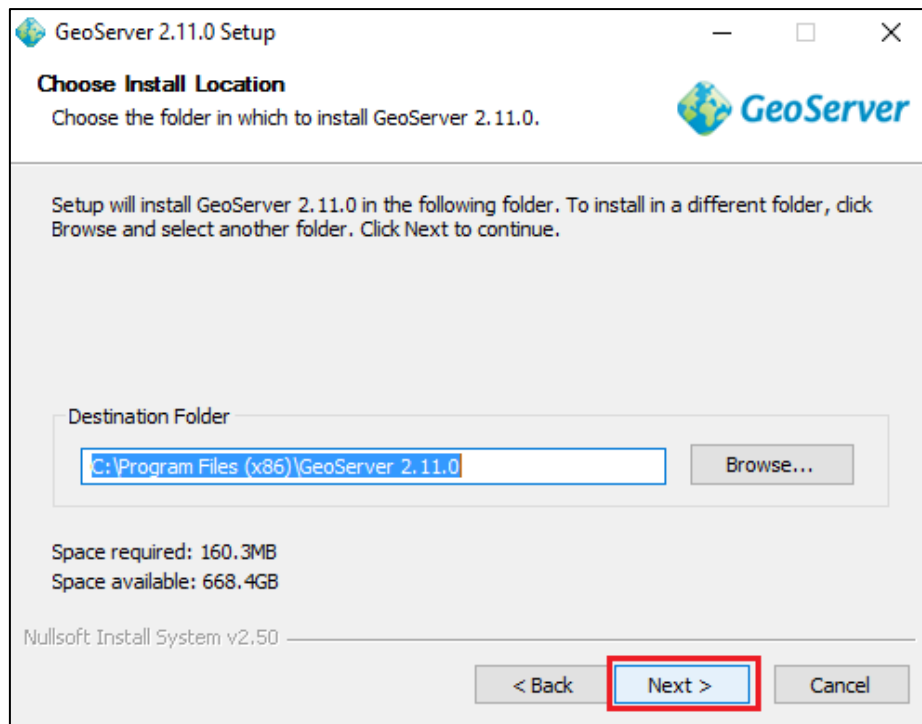 GeoServer 2.11.0 Setup
Choose Install Location
Choose the folder in which to install GeoServer 2.11.0.
GeoServer
Setup will install GeoServer 2.11.0 in the following folder. To install in a different folder, click
Browse and select another folder. Click Next to continue.
Destination Folder
C:\Program Files (x86)\GeoServer 2.11.0
Browse...
Space required: 160.3MB
Space available: 668.4GB
Nullsoft Install System v2.50
< Back
Next >
Cancel